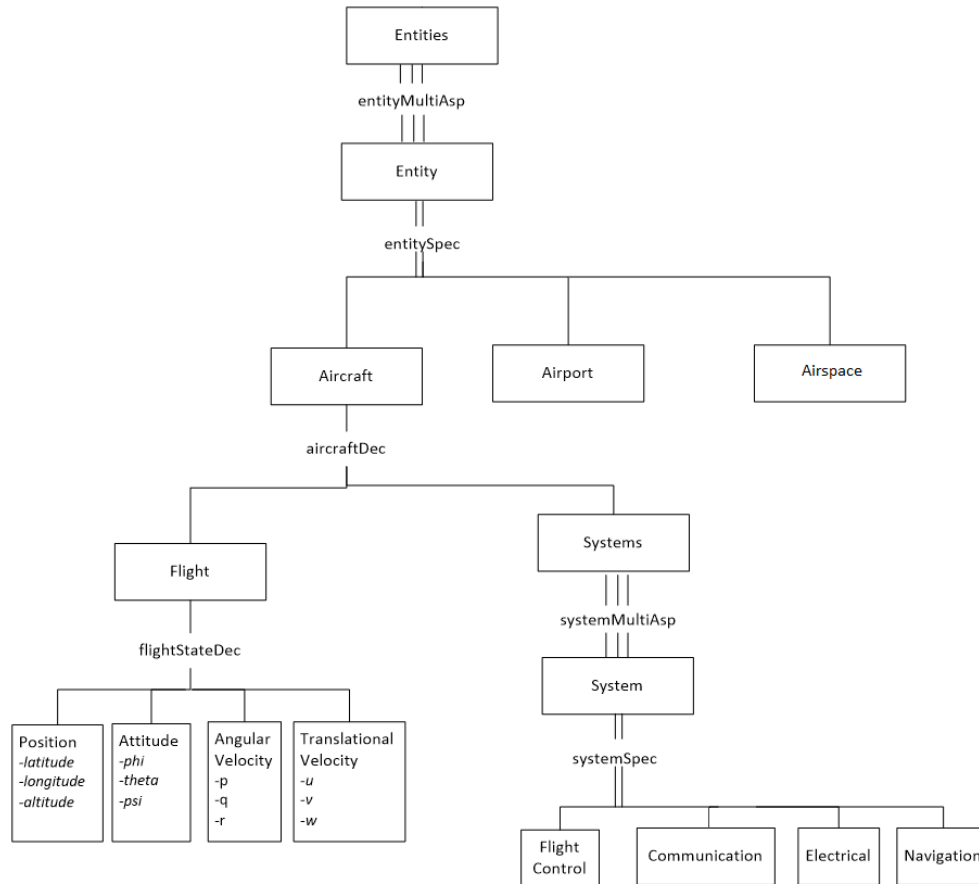 Entities
entityMultiAsp
Entity
entitySpec
Aircraft
Airport
Airspace
aircraftDec
Flight
Systems
flightStateDec
systemMultiAsp
System
Position
-latitude
-longitude
-altitude
Attitude
-phi
-theta
-psi
Angular
Velocity
-p
-q
-r
Translational
Velocity
-u
-v
-w
systemSpec
Flight
Control
Communication
Electrical
Navigation